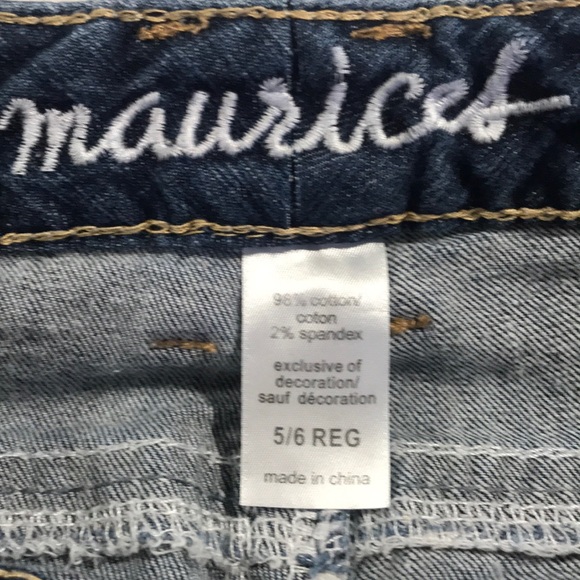 maurices
98% cotton/
coton
2% spandex
exclusive of
decoration/
sauf décoration
5/6 REG
made in china